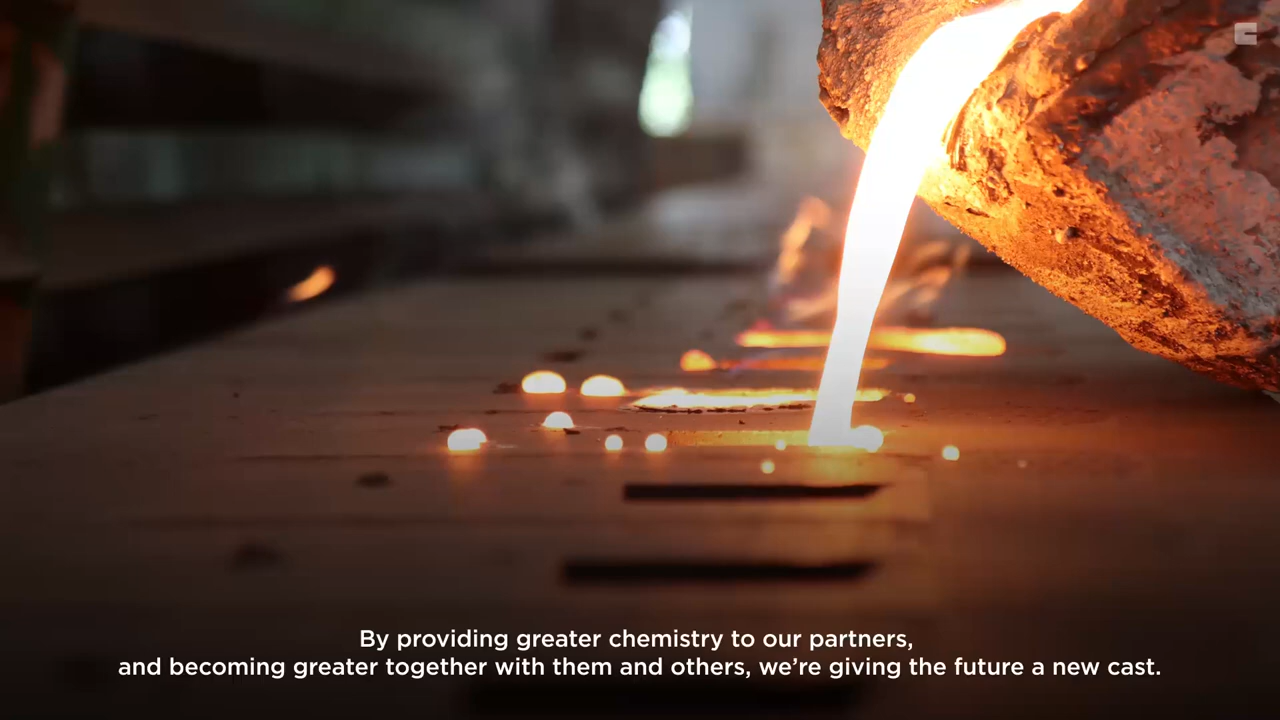 By providing greater chemistry to our partners,
and becoming greater together with them and others, we’re giving the future a new cast.